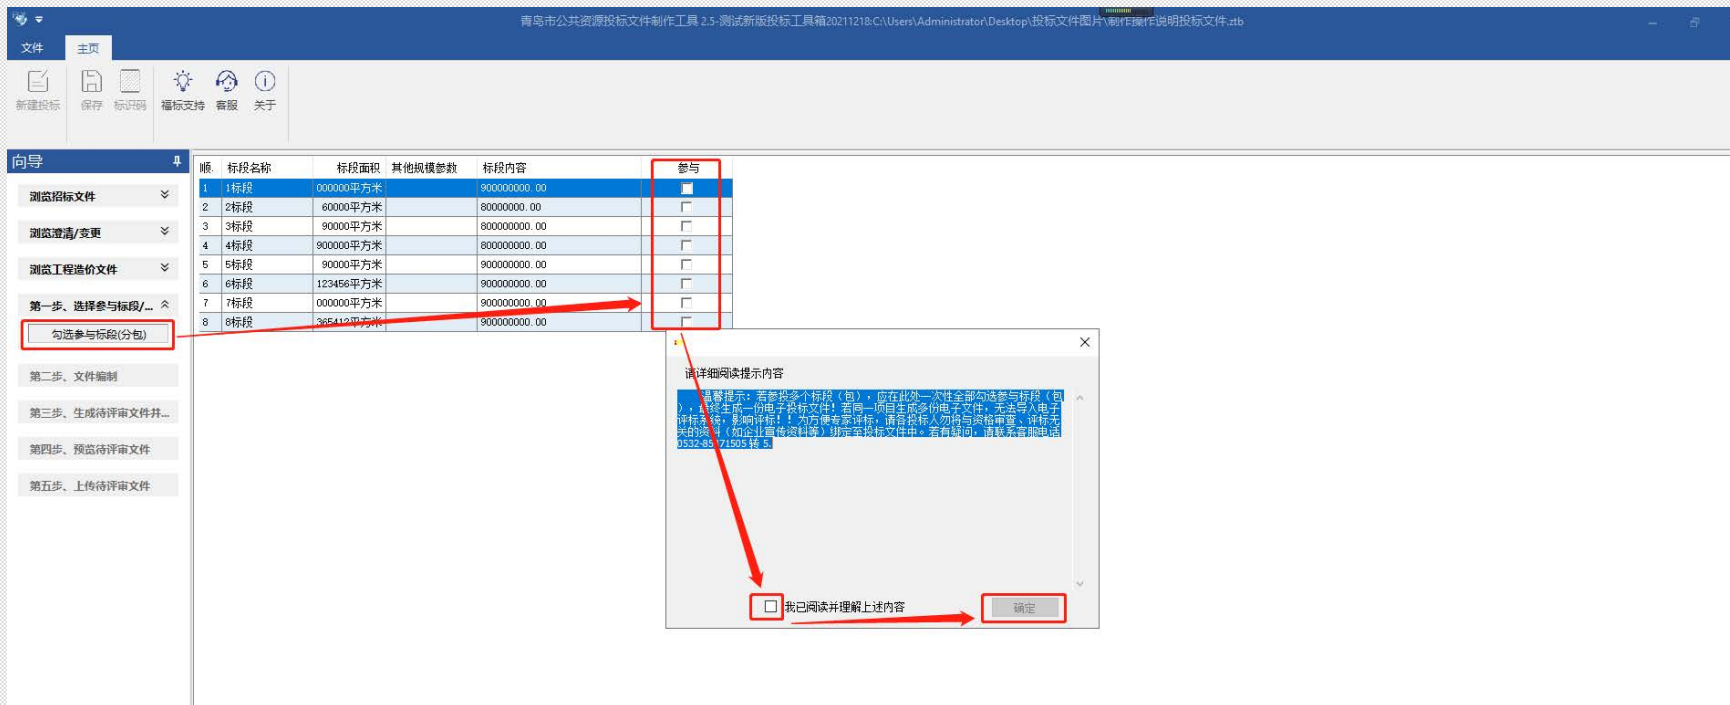 青岛市公共资源投标文件制作工具 2.5-测试新版投标工具箱20211218:C:\Users\Administrator\Desktop\投标文件图片\制作操作说明投标文件.ztb
文件 主页
新建投标 保存 标识码 福标支持 客服 关于
向导
浏览招标文件
浏览澄清/变更
浏览工程造价文件
第一步、选择参与标段/...
勾选参与标段(分包)
第二步、文件编制
第三步、生成待评审文件并...
第四步、预览待评审文件
第五步、上传待评审文件
顺. 标段名称 标段面积 其他规模参数 标段内容 参与
1 1标段 000000平方米 900000000.00
2 2标段 60000平方米 80000000.00
3 3标段 90000平方米 800000000.00
4 4标段 900000平方米 800000000.00
5 5标段 90000平方米 900000000.00
6 6标段 123456平方米 900000000.00
7 7标段 000000平方米 900000000.00
8 8标段 365412平方米 900000000.00
请详细阅读提示内容
温馨提示：若参投多个标段（包），应在此处一次性全部勾选参与标段（包
），最终生成一份电子投标文件！若同一项目生成多份电子文件，无法导入电子
评标系统，影响评标！！为方便专家评标，请各投标人勿将与资格审查、评标无
关的资料（如企业宣传资料等）绑定至投标文件中。若有疑问，请联系客服电话
转 5.
我已阅读并理解上述内容 确定